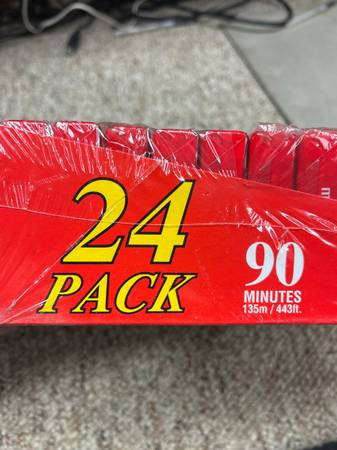 24
PACK
90
MINUTES
135m / 443ft.